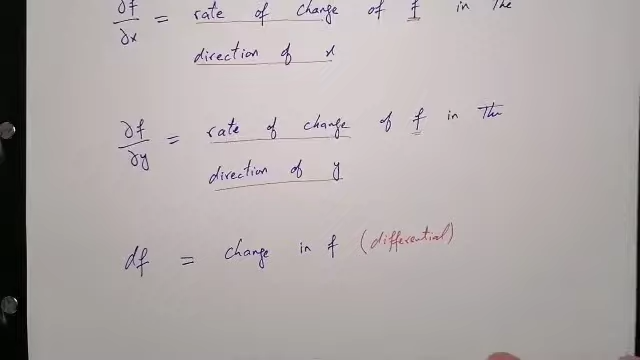 ∂f/∂x = rate of change of f in the
direction of x
∂f/∂y = rate of change of f in the
direction of y
df = change in f (differential)